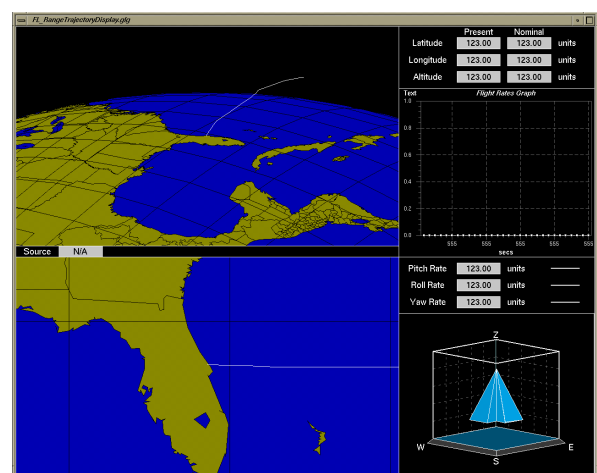 FL_RangeTrajectoryDisplay.glg
Present Nominal
Latitude 123.00 123.00 units
Longitude 123.00 123.00 units
Altitude 123.00 123.00 units
Text Flight Rates Graph
1.0
0.8
0.6
0.4
0.2
0.0
555 555 555 555 555
secs
Source N/A
Pitch Rate 123.00 units
Roll Rate 123.00 units
Yaw Rate 123.00 units
Z
W S E